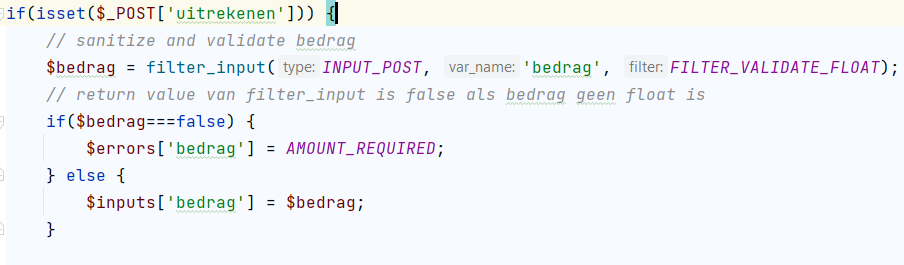 if(isset($_POST['uitrekenen'])) {
// sanitize and validate bedrag
$bedrag = filter_input( type: INPUT_POST, var_name: 'bedrag', filter: FILTER_VALIDATE_FLOAT);
// return value van filter_input is false als bedrag geen float is
if($bedrag===false) {
$errors['bedrag'] = AMOUNT_REQUIRED;
} else {
$inputs['bedrag'] = $bedrag;
}